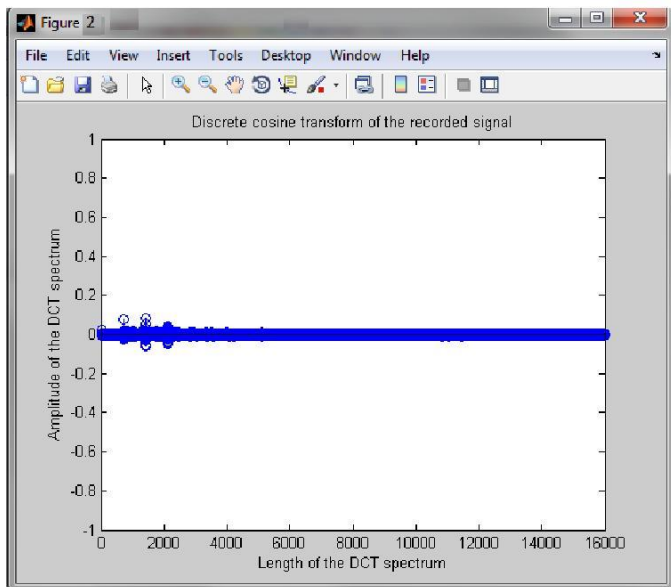 Figure 2
File Edit View Insert Tools Desktop Window Help
Discrete cosine transform of the recorded signal
1
0.8
0.6
0.4
0.2
0
-0.2
-0.4
-0.6
-0.8
-1
Amplitude of the DCT spectrum
0 2000 4000 6000 8000 10000 12000 14000 16000
Length of the DCT spectrum